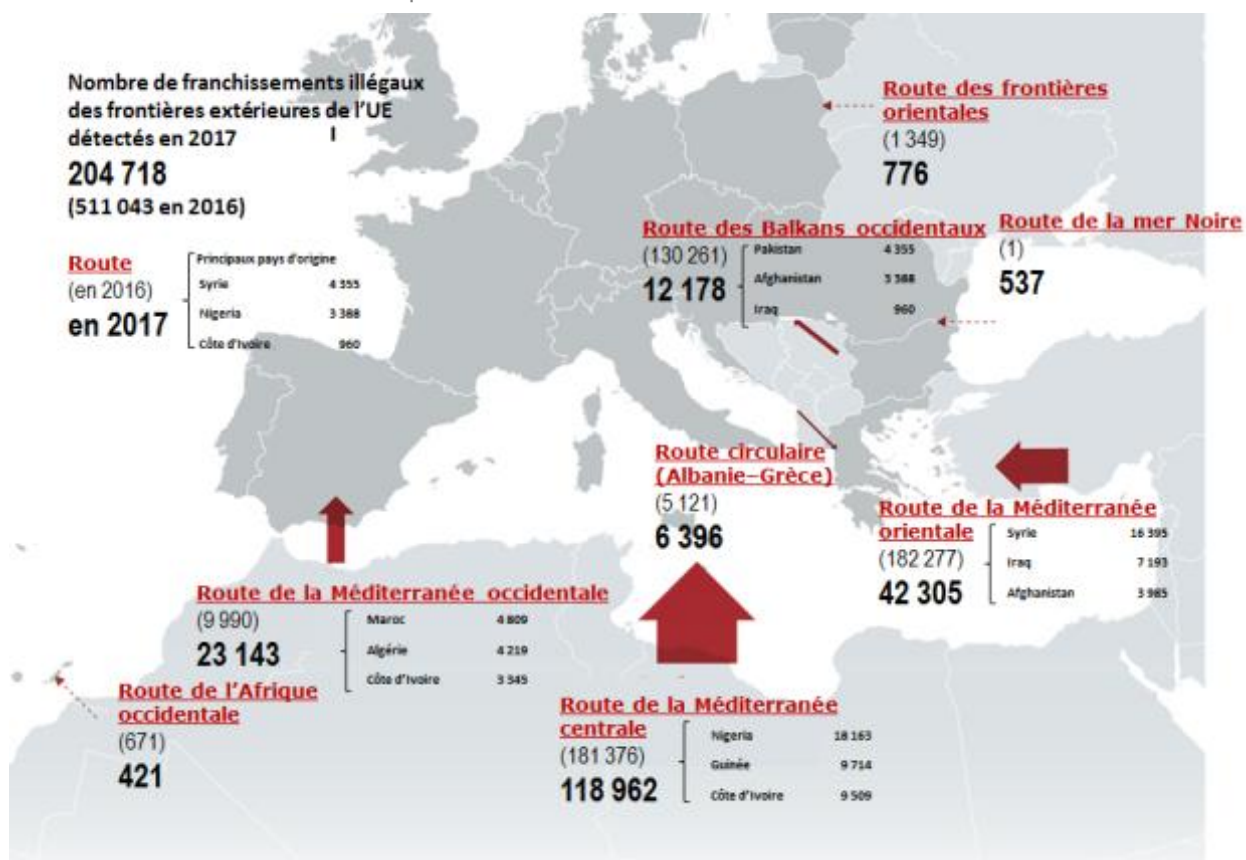 Nombre de franchissements illégaux
des frontières extérieures de l'UE
détectés en 2017
204 718
(511 043 en 2016)
Route
(en 2016)
en 2017
Principaux pays d'origine
Syrie 4 355
Nigeria 3 388
Côte d'Ivoire 960
Route des frontières
orientales
(1 349)
776
Route des Balkans occidentaux
(130 261)
12 178
Pakistan 4 355
Afghanistan 3 388
Iraq 960
Route de la mer Noire
(1)
537
Route circulaire
(Albanie–Grèce)
(5 121)
6 396
Route de la Méditerranée
orientale
(182 277)
42 305
Syrie 16 395
Iraq 7 193
Afghanistan 3 985
Route de la Méditerranée occidentale
(9 990)
23 143
Maroc 4 809
Algérie 4 219
Côte d'Ivoire 3 345
Route de l'Afrique
occidentale
(671)
421
Route de la Méditerranée
centrale
(181 376)
118 962
Nigeria 18 163
Guinée 9 714
Côte d'Ivoire 9 509